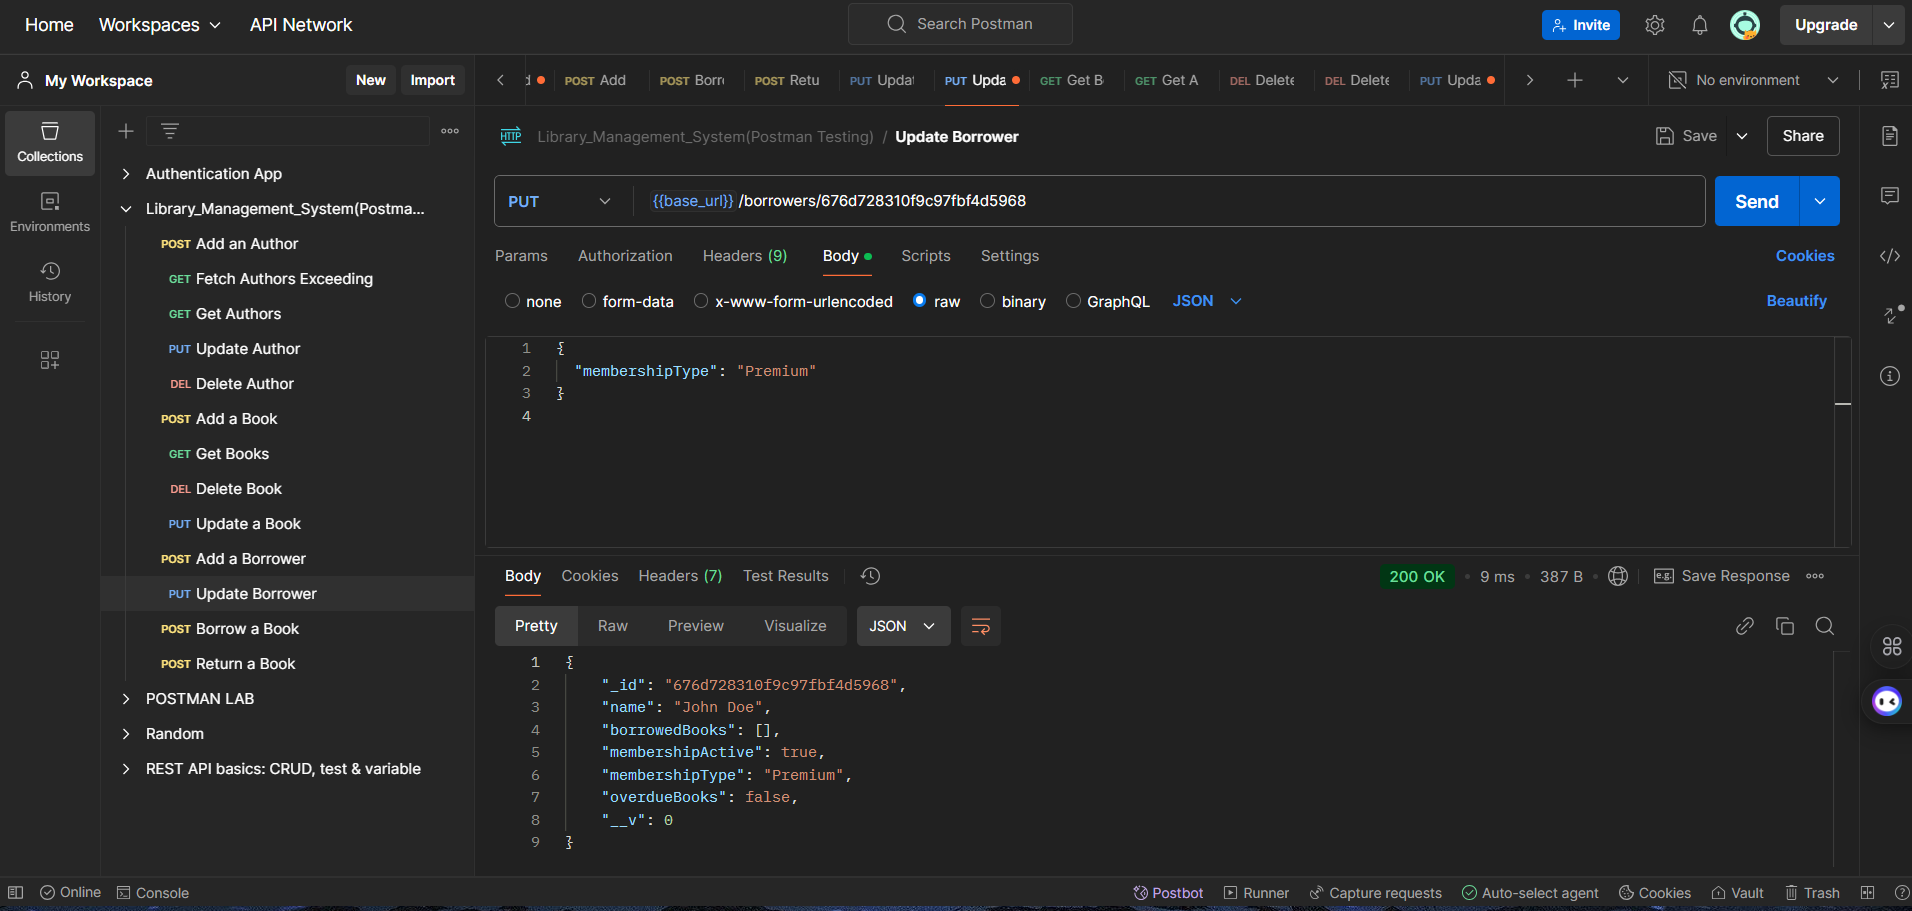 Home Workspaces API Network Search Postman Invite Upgrade
My Workspace New Import
d POST Add POST Borr POST Retu PUT Updat PUT Upda GET Get B GET Get A DEL Delete DEL Delete PUT Upda No environment
Collections
Environments
History
Authentication App
Library_Management_System(Postma...
POST Add an Author
GET Fetch Authors Exceeding
GET Get Authors
PUT Update Author
DEL Delete Author
POST Add a Book
GET Get Books
DEL Delete Book
PUT Update a Book
POST Add a Borrower
PUT Update Borrower
POST Borrow a Book
POST Return a Book
POSTMAN LAB
Random
REST API basics: CRUD, test & variable
HTTP Library_Management_System(Postman Testing) / Update Borrower Save Share
PUT {{base_url}}/borrowers/676d728310f9c97fbf4d5968 Send
Params Authorization Headers (9) Body Scripts Settings Cookies
none form-data x-www-form-urlencoded raw binary GraphQL JSON Beautify
1 {
2 "membershipType": "Premium"
3 }
4
Body Cookies Headers (7) Test Results 200 OK 9 ms 387 B e.g. Save Response
Pretty Raw Preview Visualize JSON
1 {
2 "_id": "676d728310f9c97fbf4d5968",
3 "name": "John Doe",
4 "borrowedBooks": [],
5 "membershipActive": true,
6 "membershipType": "Premium",
7 "overdueBooks": false,
8 "__v": 0
9 }
Online Console Postbot Runner Capture requests Auto-select agent Cookies Vault Trash